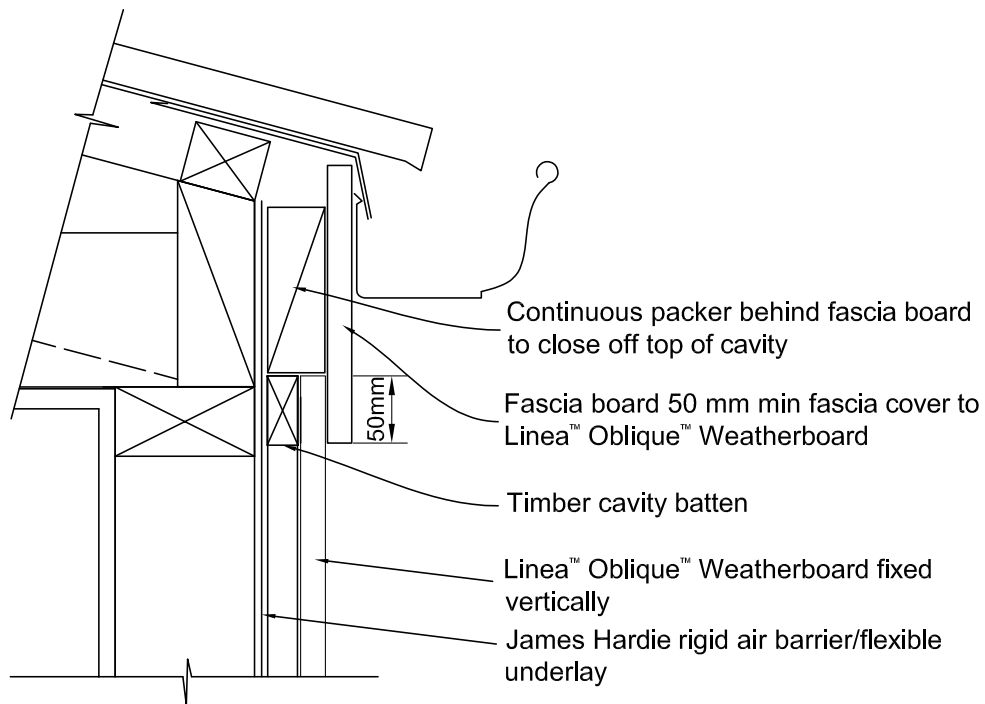 Continuous packer behind fascia board
to close off top of cavity
50mm
Fascia board 50 mm min fascia cover to
Linea™ Oblique™ Weatherboard
Timber cavity batten
Linea™ Oblique™ Weatherboard fixed
vertically
James Hardie rigid air barrier/flexible
underlay